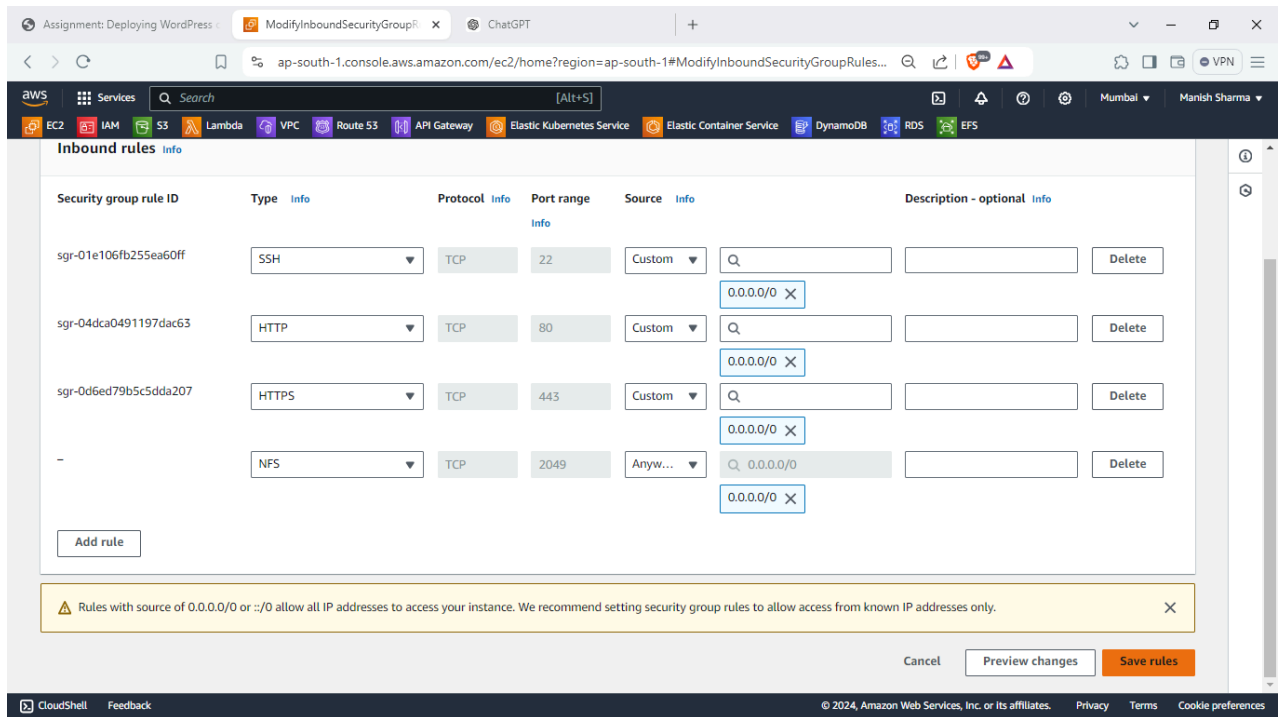 Assignment: Deploying WordPress c
ModifyInboundSecurityGroupR
ChatGPT
ap-south-1.console.aws.amazon.com/ec2/home?region=ap-south-1#ModifyInboundSecurityGroupRules...
99+
VPN
aws
Services
Search
[Alt+S]
Mumbai
Manish Sharma
EC2 IAM S3 Lambda VPC Route 53 API Gateway Elastic Kubernetes Service Elastic Container Service DynamoDB RDS EFS
Inbound rules Info
Security group rule ID Type Info Protocol Info Port range Source Info Description - optional Info
Info
sgr-01e106fb255ea60ff SSH TCP 22 Custom Delete
0.0.0.0/0
sgr-04dca0491197dac63 HTTP TCP 80 Custom Delete
0.0.0.0/0
sgr-0d6ed79b5c5dda207 HTTPS TCP 443 Custom Delete
0.0.0.0/0
– NFS TCP 2049 Anyw... 0.0.0.0/0 Delete
0.0.0.0/0
Add rule
Rules with source of 0.0.0.0/0 or ::/0 allow all IP addresses to access your instance. We recommend setting security group rules to allow access from known IP addresses only.
Cancel Preview changes Save rules
CloudShell Feedback © 2024, Amazon Web Services, Inc. or its affiliates. Privacy Terms Cookie preferences